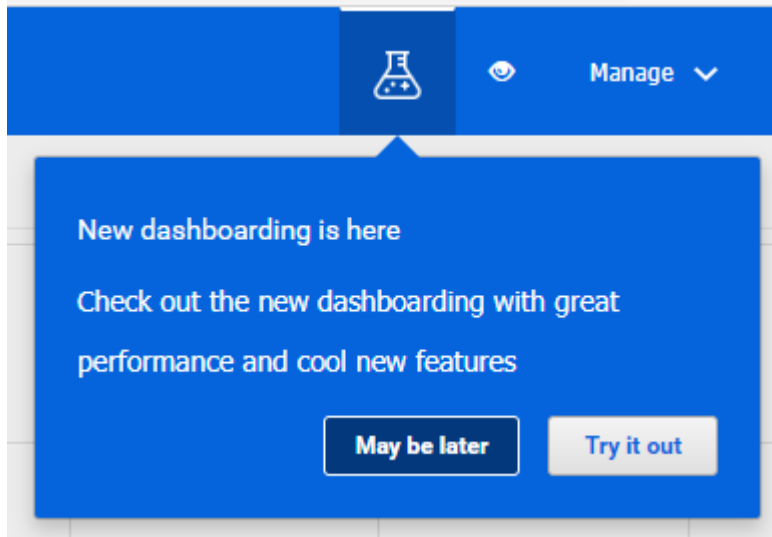 Manage
New dashboarding is here
Check out the new dashboarding with great
performance and cool new features
May be later
Try it out